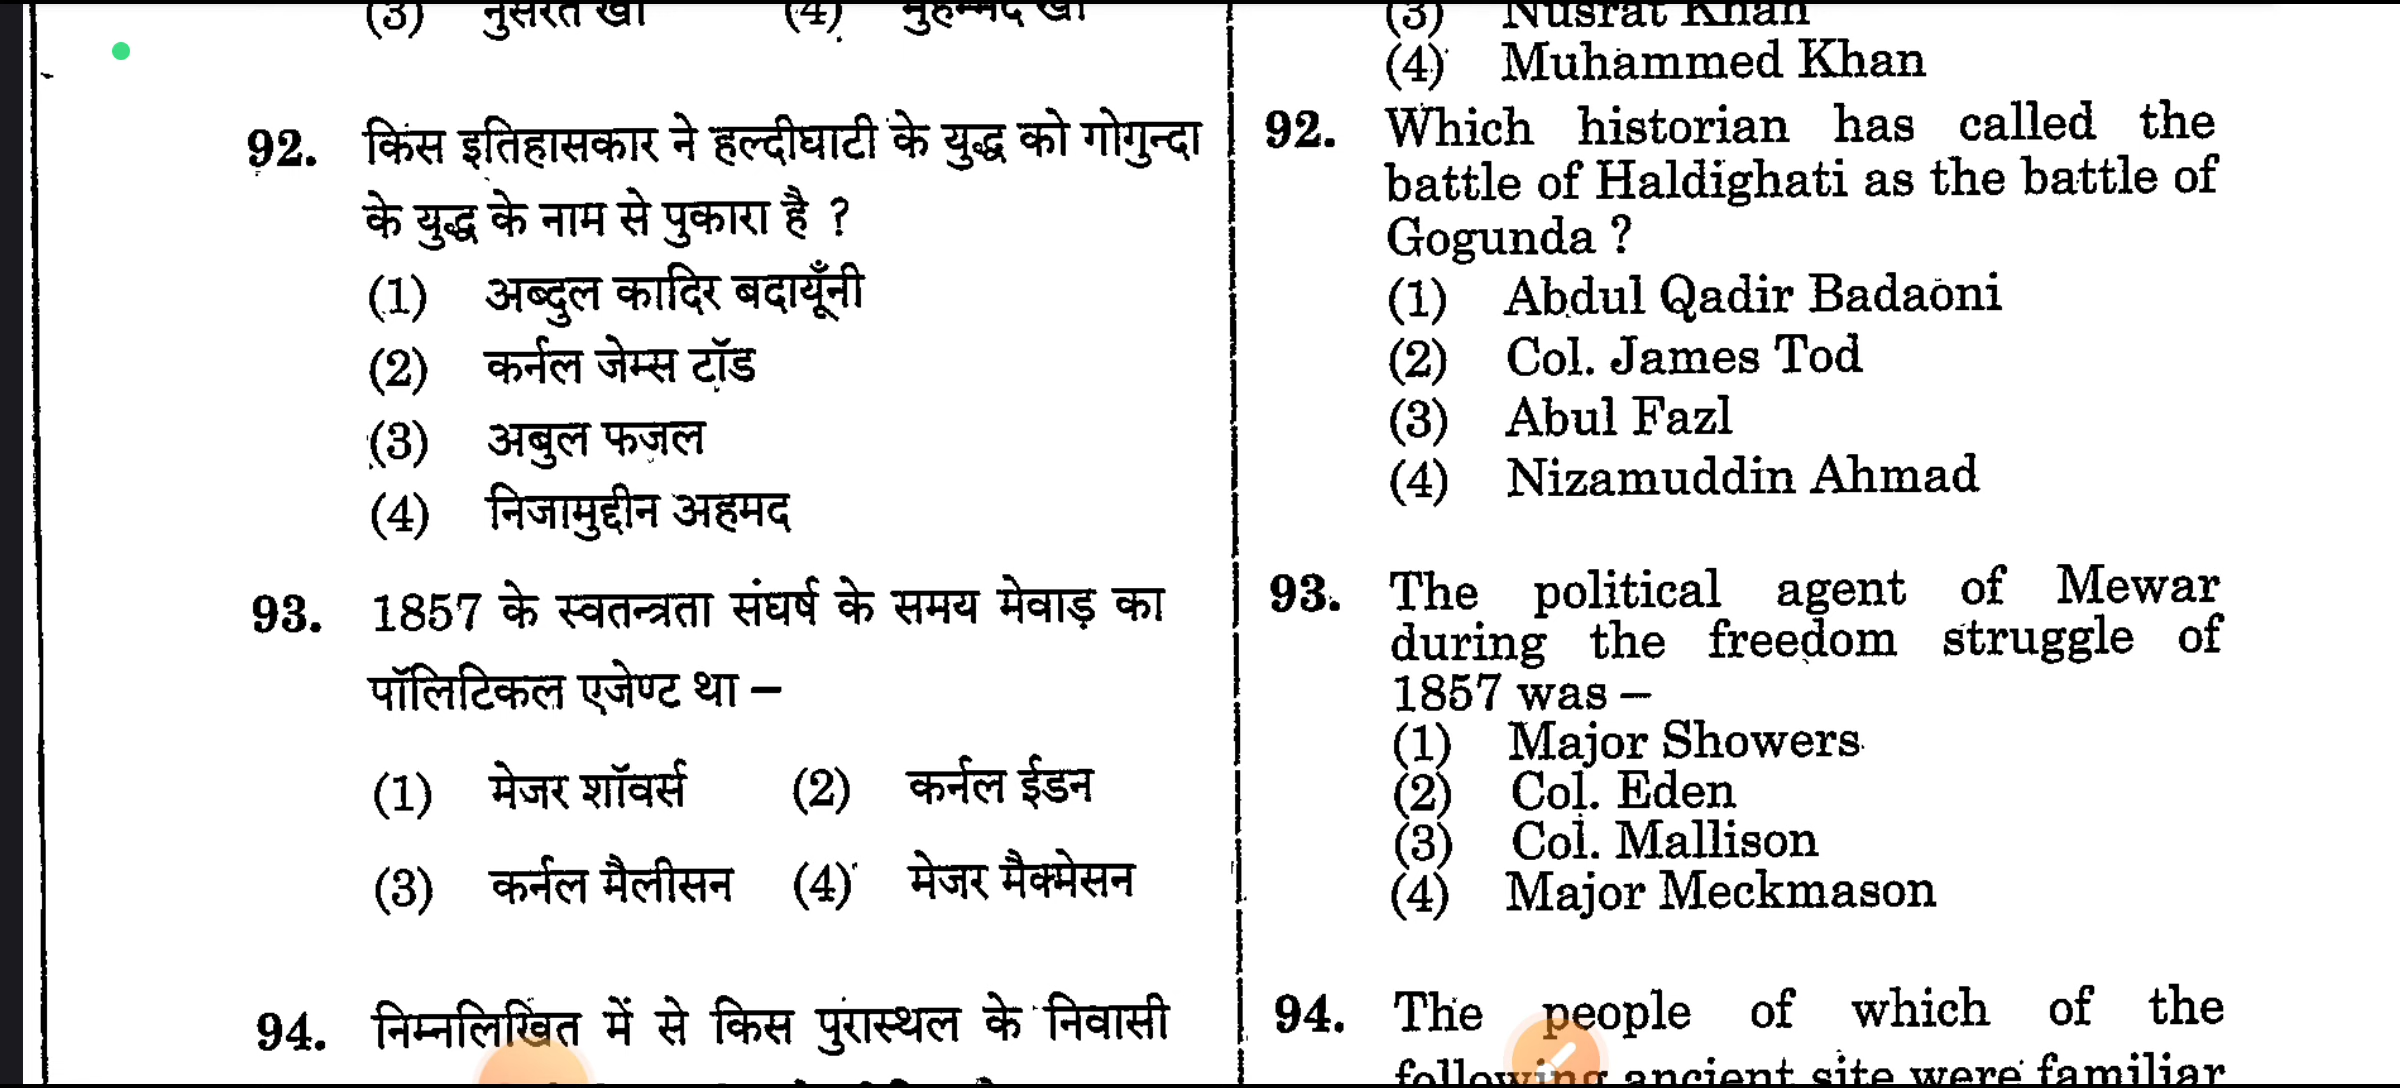 (3) नुसरत खाँ (4) मुहम्मद खाँ
92. किस इतिहासकार ने हल्दीघाटी के युद्ध को गोगुन्दा
के युद्ध के नाम से पुकारा है ?
(1) अब्दुल कादिर बदायूँनी
(2) कर्नल जेम्स टॉड
(3) अबुल फजल
(4) निजामुद्दीन अहमद
93. 1857 के स्वतन्त्रता संघर्ष के समय मेवाड़ का
पॉलिटिकल एजेण्ट था –
(1) मेजर शॉवर्स (2) कर्नल ईडन
(3) कर्नल मैलीसन (4) मेजर मैक्मेसन
94. निम्नलिखित में से किस पुरास्थल के निवासी
(3) Nusrat Khan
(4) Muhammed Khan
92. Which historian has called the
battle of Haldighati as the battle of
Gogunda ?
(1) Abdul Qadir Badaoni
(2) Col. James Tod
(3) Abul Fazl
(4) Nizamuddin Ahmad
93. The political agent of Mewar
during the freedom struggle of
1857 was –
(1) Major Showers
(2) Col. Eden
(3) Col. Mallison
(4) Major Meckmason
94. The people of which of the
following ancient site were familiar